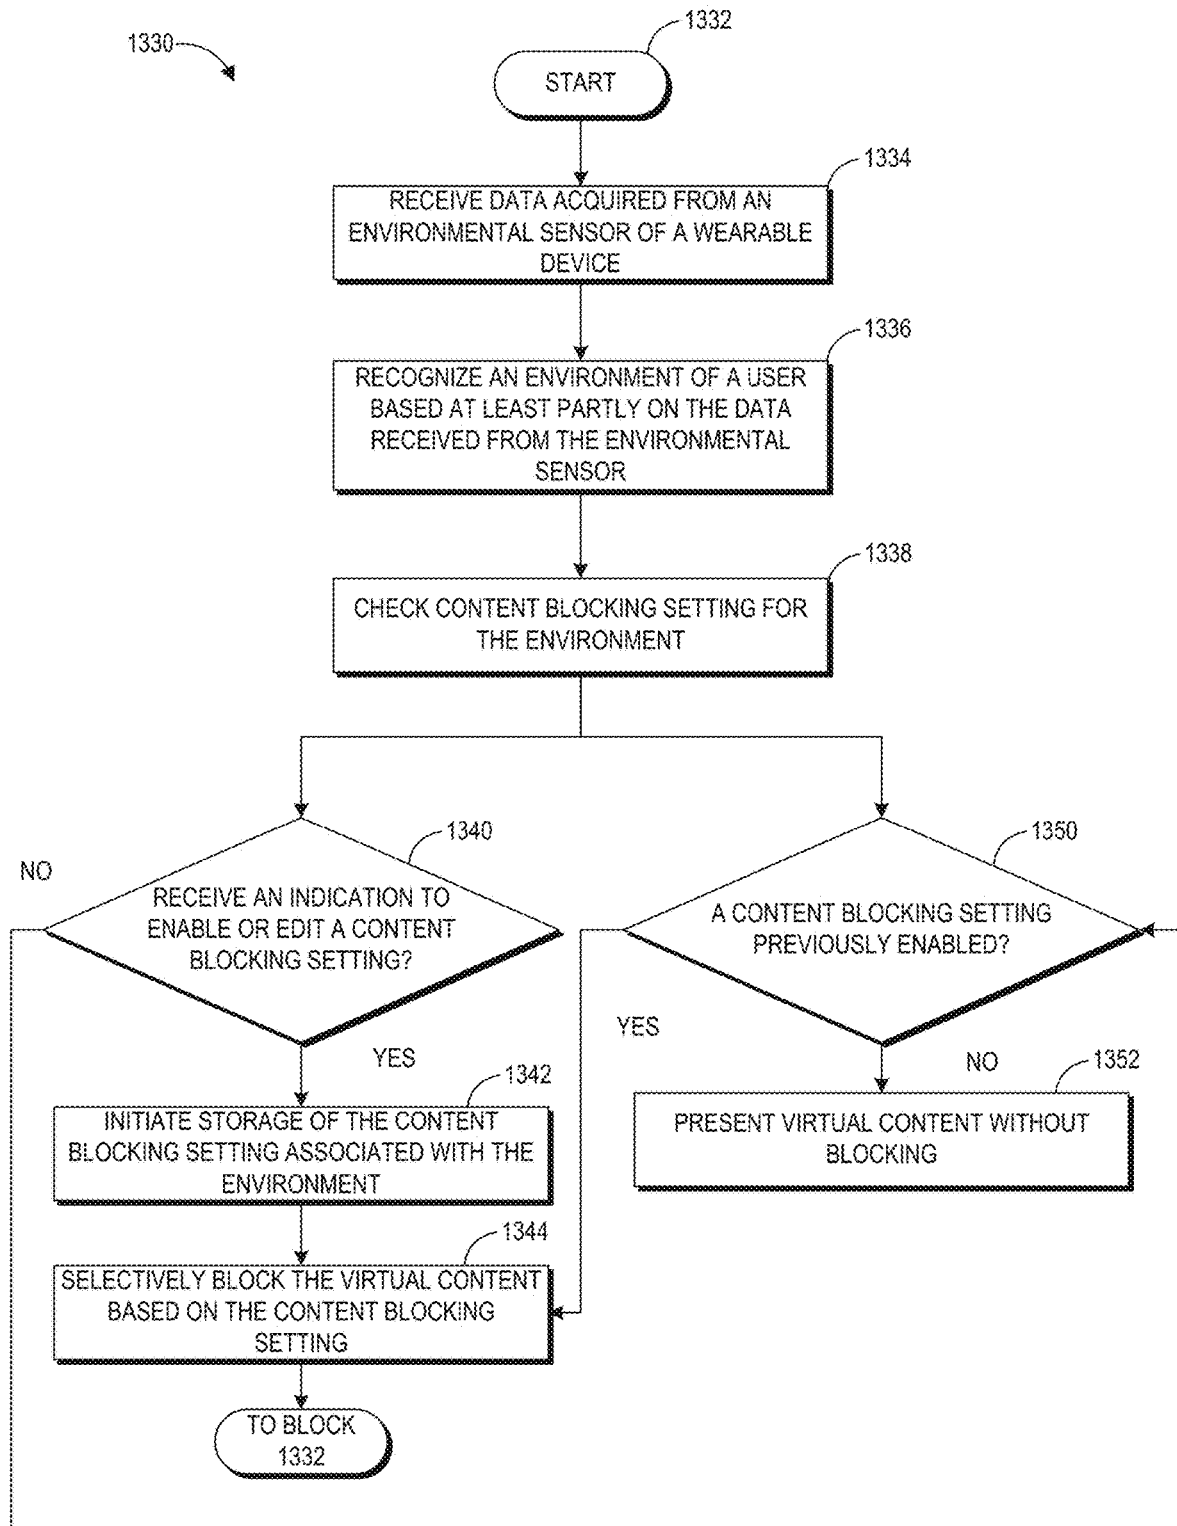 1330
1332
START
1334
RECEIVE DATA ACQUIRED FROM AN
ENVIRONMENTAL SENSOR OF A WEARABLE
DEVICE
1336
RECOGNIZE AN ENVIRONMENT OF A USER
BASED AT LEAST PARTLY ON THE DATA
RECEIVED FROM THE ENVIRONMENTAL
SENSOR
1338
CHECK CONTENT BLOCKING SETTING FOR
THE ENVIRONMENT
1340
NO
RECEIVE AN INDICATION TO
ENABLE OR EDIT A CONTENT
BLOCKING SETTING?
YES
1350
A CONTENT BLOCKING SETTING
PREVIOUSLY ENABLED?
YES
NO
1342
INITIATE STORAGE OF THE CONTENT
BLOCKING SETTING ASSOCIATED WITH THE
ENVIRONMENT
1352
PRESENT VIRTUAL CONTENT WITHOUT
BLOCKING
1344
SELECTIVELY BLOCK THE VIRTUAL CONTENT
BASED ON THE CONTENT BLOCKING
SETTING
TO BLOCK
1332